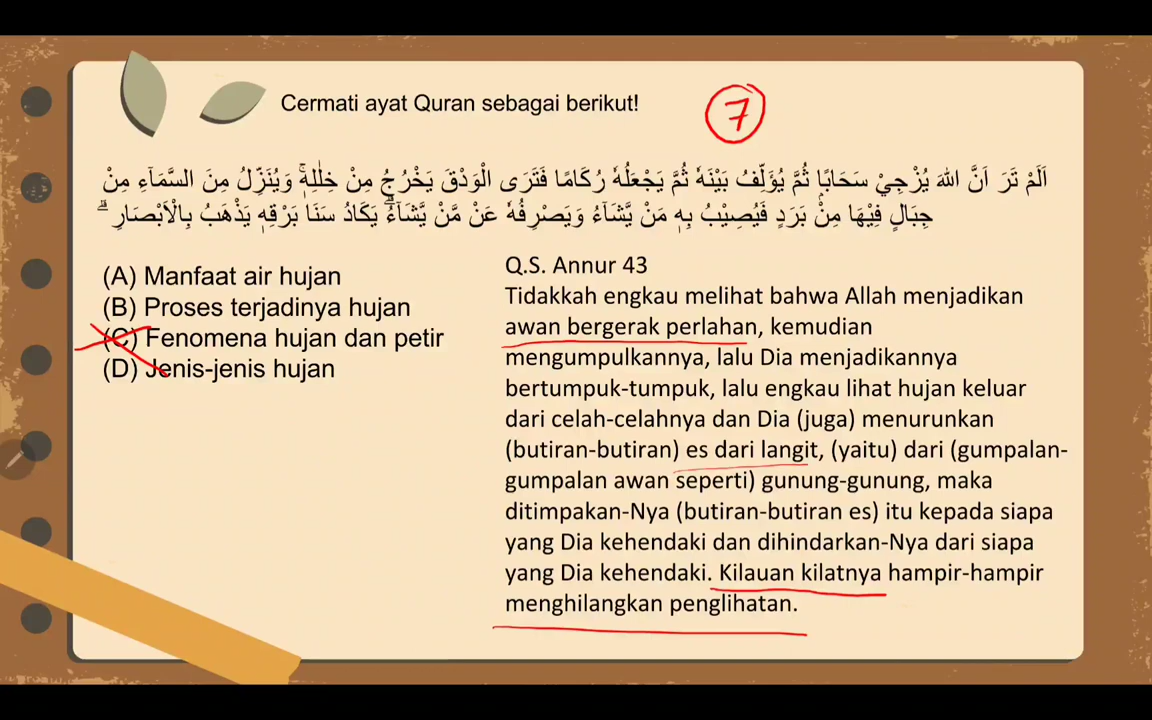 Cermati ayat Quran sebagai berikut!
7
اَلَمْ تَرَ اَنَّ اللهَ يُزْجِيْ سَحَابًا ثُمَّ يُؤَلِّفُ بَيْنَهٗ ثُمَّ يَجْعَلُهٗ رُكَامًا فَتَرَى الْوَدْقَ يَخْرُجُ مِنْ خِلٰلِهٖۚ وَيُنَزِّلُ مِنَ السَّمَاۤءِ مِنْ
جِبَالٍ فِيْهَا مِنْۢ بَرَدٍ فَيُصِيْبُ بِهٖ مَنْ يَّشَاۤءُ وَيَصْرِفُهٗ عَنْ مَّنْ يَّشَاۤءُۗ يَكَادُ سَنَا بَرْقِهٖ يَذْهَبُ بِالْاَبْصَارِ ۗ
(A) Manfaat air hujan
(B) Proses terjadinya hujan
(C) Fenomena hujan dan petir
(D) Jenis-jenis hujan
Q.S. Annur 43
Tidakkah engkau melihat bahwa Allah menjadikan
awan bergerak perlahan, kemudian
mengumpulkannya, lalu Dia menjadikannya
bertumpuk-tumpuk, lalu engkau lihat hujan keluar
dari celah-celahnya dan Dia (juga) menurunkan
(butiran-butiran) es dari langit, (yaitu) dari (gumpalan-
gumpalan awan seperti) gunung-gunung, maka
ditimpakan-Nya (butiran-butiran es) itu kepada siapa
yang Dia kehendaki dan dihindarkan-Nya dari siapa
yang Dia kehendaki. Kilauan kilatnya hampir-hampir
menghilangkan penglihatan.